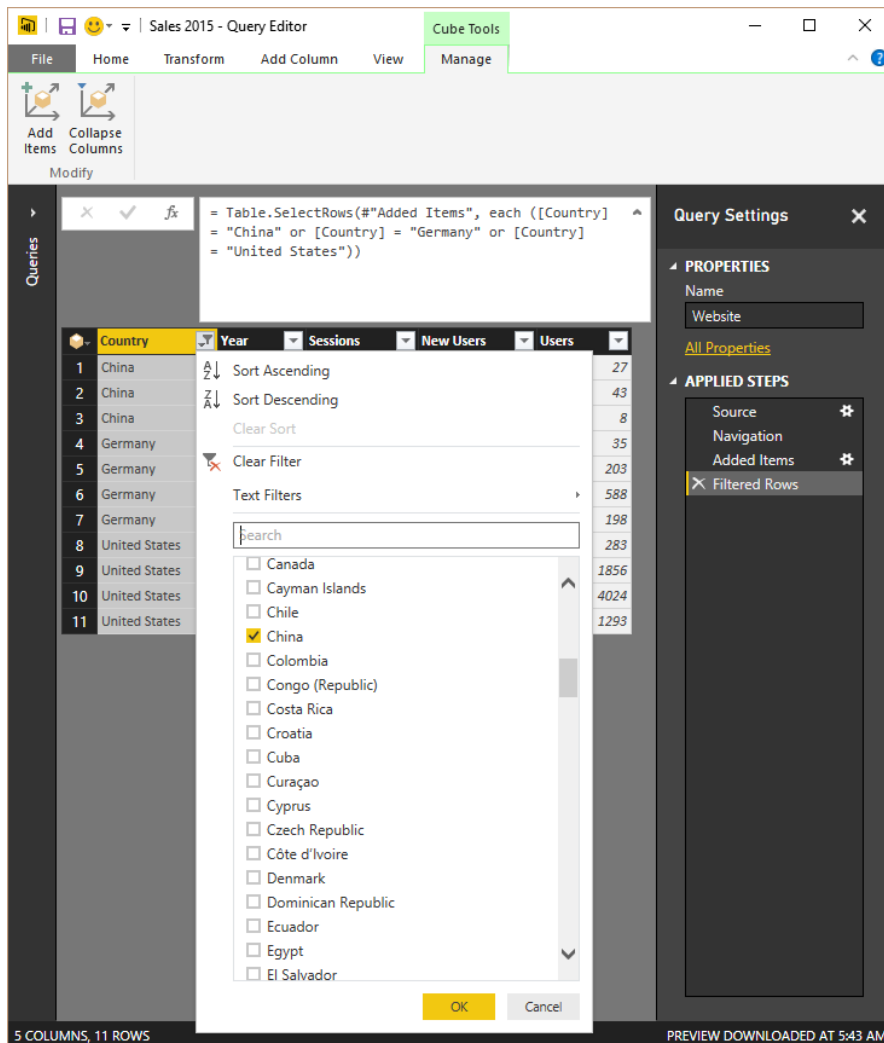 Sales 2015 - Query Editor
Cube Tools
File Home Transform Add Column View Manage
Add Items
Collapse Columns
Modify
Queries
fx
= Table.SelectRows(#"Added Items", each ([Country]
= "China" or [Country] = "Germany" or [Country]
= "United States"))
Country Year Sessions New Users Users
1 China 27
2 China 43
3 China 8
4 Germany 35
5 Germany 203
6 Germany 588
7 Germany 198
8 United States 283
9 United States 1856
10 United States 4024
11 United States 1293
Sort Ascending
Sort Descending
Clear Sort
Clear Filter
Text Filters
Search
Canada
Cayman Islands
Chile
China
Colombia
Congo (Republic)
Costa Rica
Croatia
Cuba
Curaçao
Cyprus
Czech Republic
Côte d'Ivoire
Denmark
Dominican Republic
Ecuador
Egypt
El Salvador
OK Cancel
Query Settings
PROPERTIES
Name
Website
All Properties
APPLIED STEPS
Source
Navigation
Added Items
Filtered Rows
5 COLUMNS, 11 ROWS
PREVIEW DOWNLOADED AT 5:43 AM